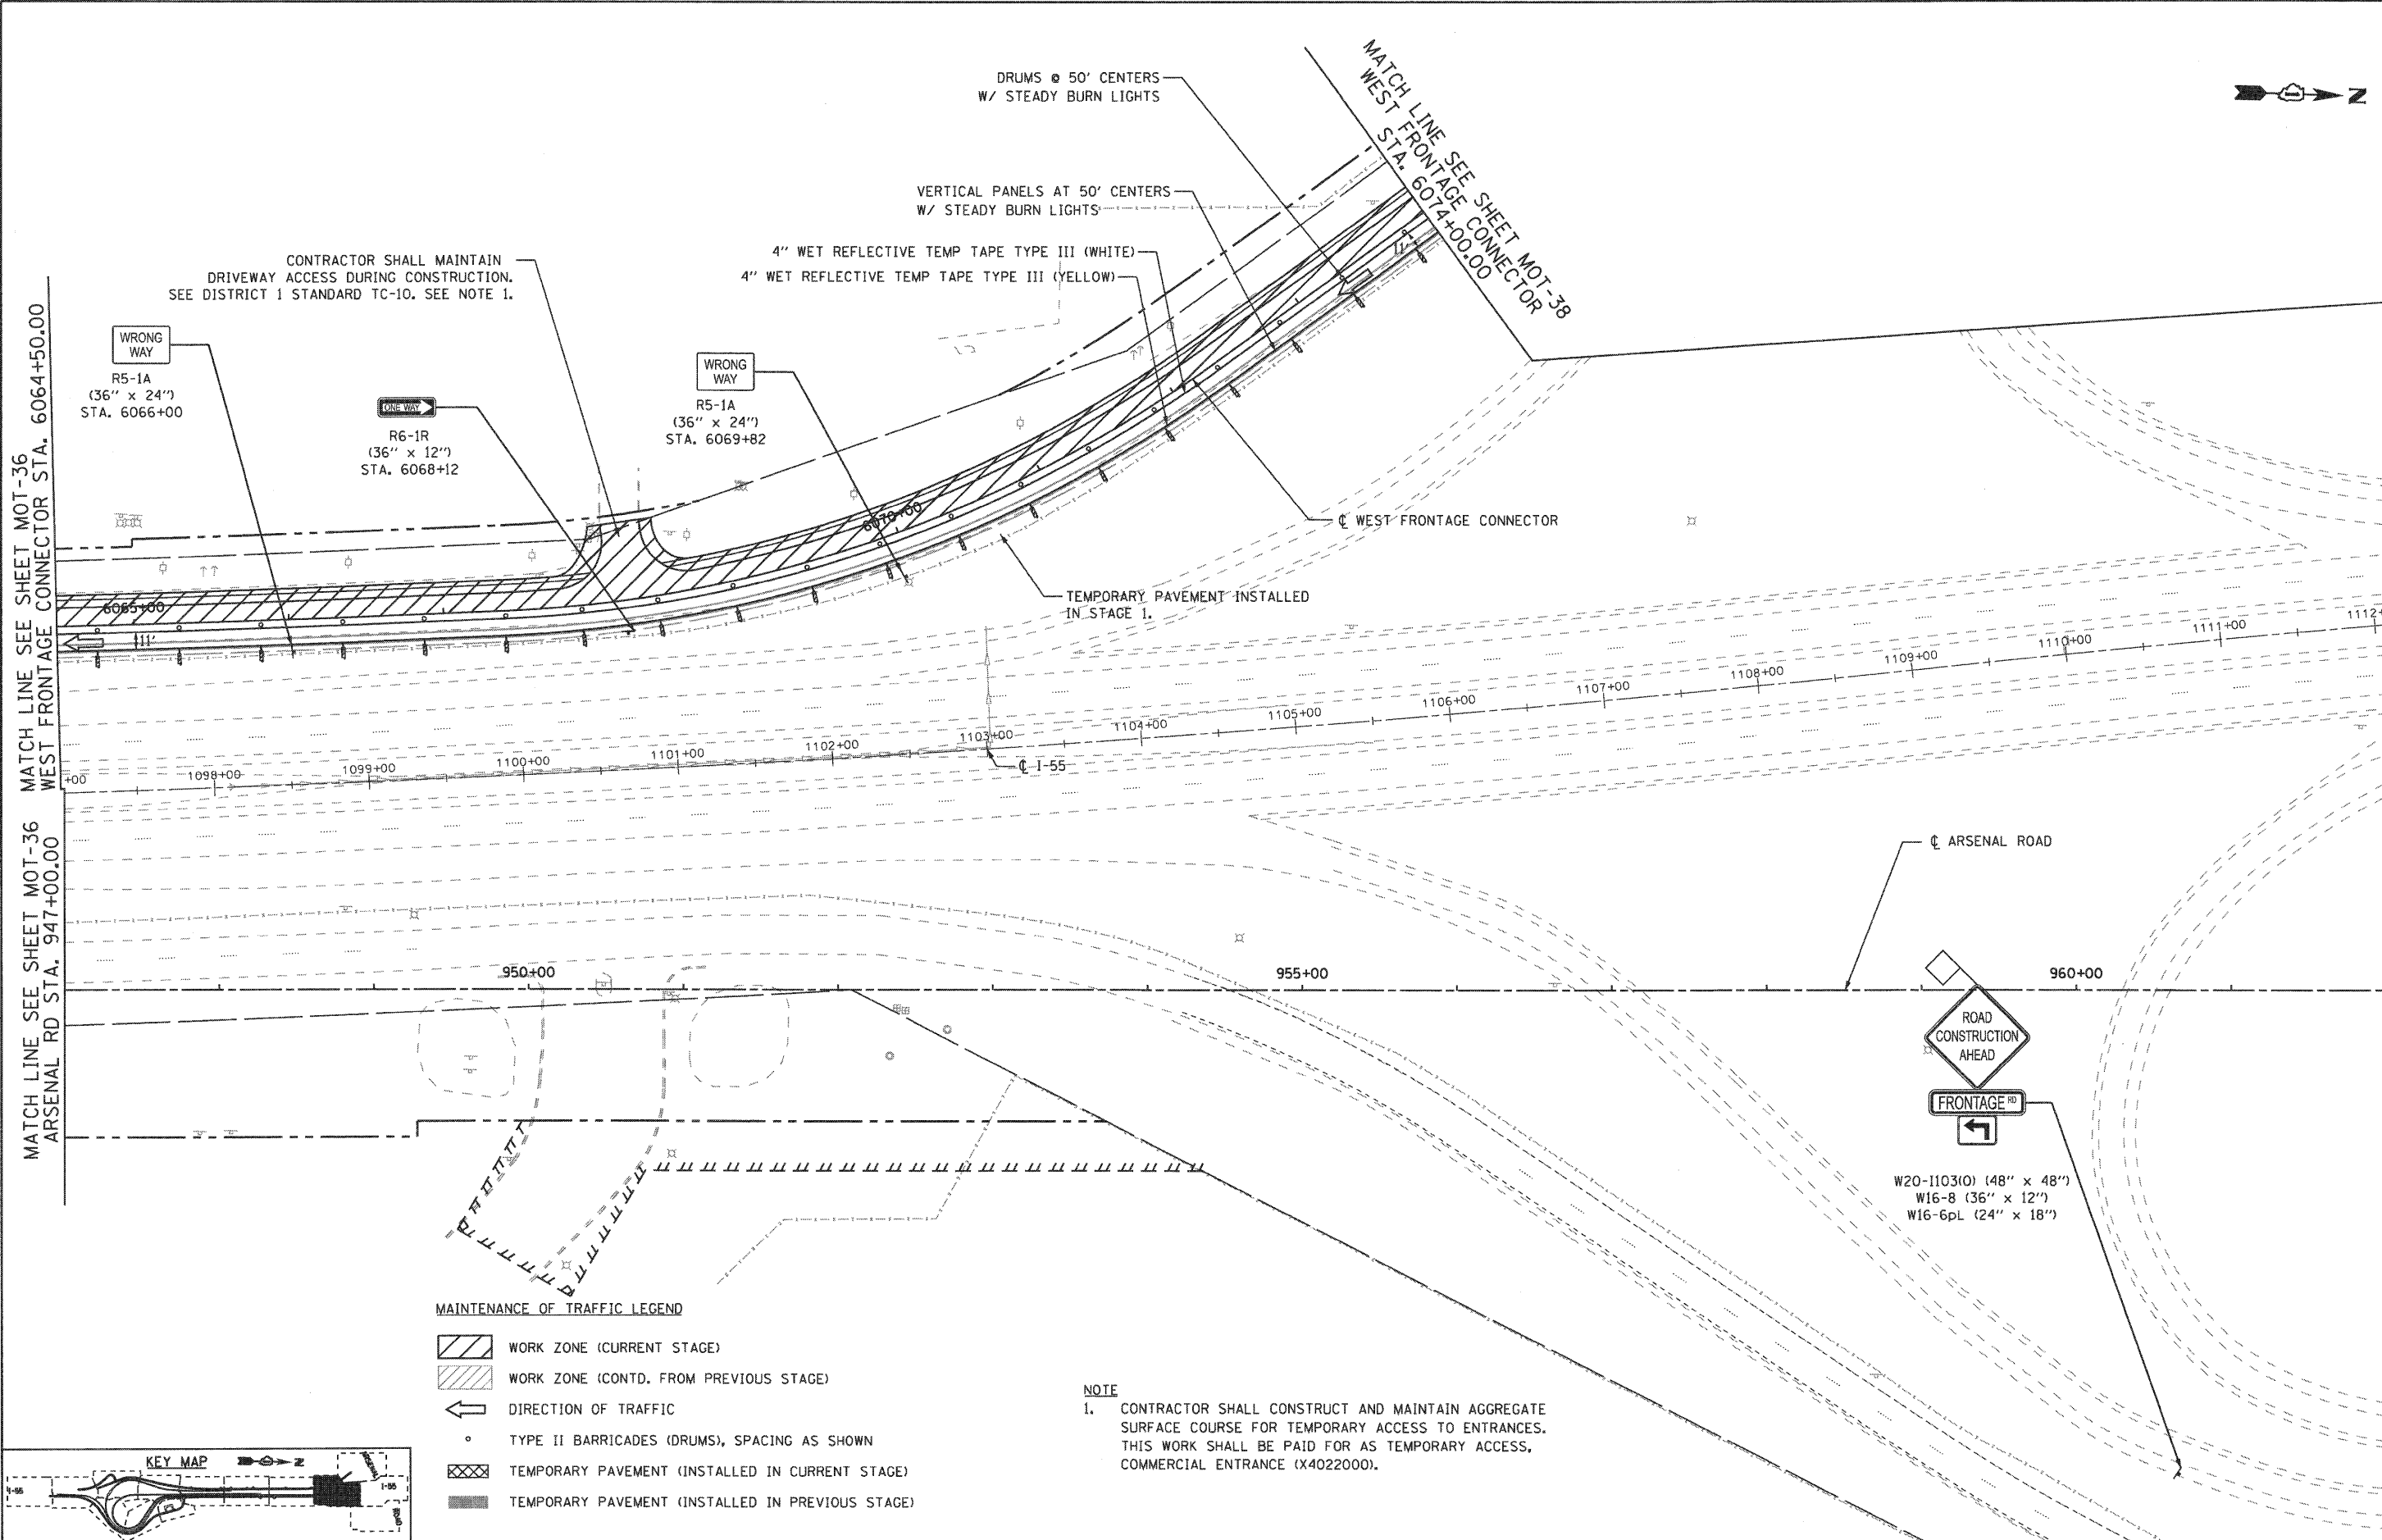 DRUMS @ 50' CENTERS
W/ STEADY BURN LIGHTS
MATCH LINE SEE SHEET MOT-38
WEST FRONTAGE CONNECTOR
STA. 6074+00.00
N
VERTICAL PANELS AT 50' CENTERS
W/ STEADY BURN LIGHTS
4" WET REFLECTIVE TEMP TAPE TYPE III (WHITE)
4" WET REFLECTIVE TEMP TAPE TYPE III (YELLOW)
11'
CONTRACTOR SHALL MAINTAIN
DRIVEWAY ACCESS DURING CONSTRUCTION.
SEE DISTRICT 1 STANDARD TC-10. SEE NOTE 1.
WRONG
WAY
R5-1A
(36" x 24")
STA. 6066+00
ONE WAY
R6-1R
(36" x 12")
STA. 6068+12
WRONG
WAY
R5-1A
(36" x 24")
STA. 6069+82
MATCH LINE SEE SHEET MOT-36
WEST FRONTAGE CONNECTOR STA. 6064+50.00
6065+00
6070+00
11'
℄ WEST FRONTAGE CONNECTOR
TEMPORARY PAVEMENT INSTALLED
IN STAGE 1.
+00
1098+00
1099+00
1100+00
1101+00
1102+00
1103+00
1104+00
1105+00
1106+00
1107+00
1108+00
1109+00
1110+00
1111+00
1112+
℄ I-55
MATCH LINE SEE SHEET MOT-36
ARSENAL RD STA. 947+00.00
℄ ARSENAL ROAD
950+00
955+00
960+00
ROAD
CONSTRUCTION
AHEAD
FRONTAGE RD
W20-I103(O) (48" x 48")
W16-8 (36" x 12")
W16-6pL (24" x 18")
MAINTENANCE OF TRAFFIC LEGEND
WORK ZONE (CURRENT STAGE)
WORK ZONE (CONTD. FROM PREVIOUS STAGE)
DIRECTION OF TRAFFIC
TYPE II BARRICADES (DRUMS), SPACING AS SHOWN
TEMPORARY PAVEMENT (INSTALLED IN CURRENT STAGE)
TEMPORARY PAVEMENT (INSTALLED IN PREVIOUS STAGE)
NOTE
1. CONTRACTOR SHALL CONSTRUCT AND MAINTAIN AGGREGATE
SURFACE COURSE FOR TEMPORARY ACCESS TO ENTRANCES.
THIS WORK SHALL BE PAID FOR AS TEMPORARY ACCESS,
COMMERCIAL ENTRANCE (X4022000).
KEY MAP
N
I-55
I-55